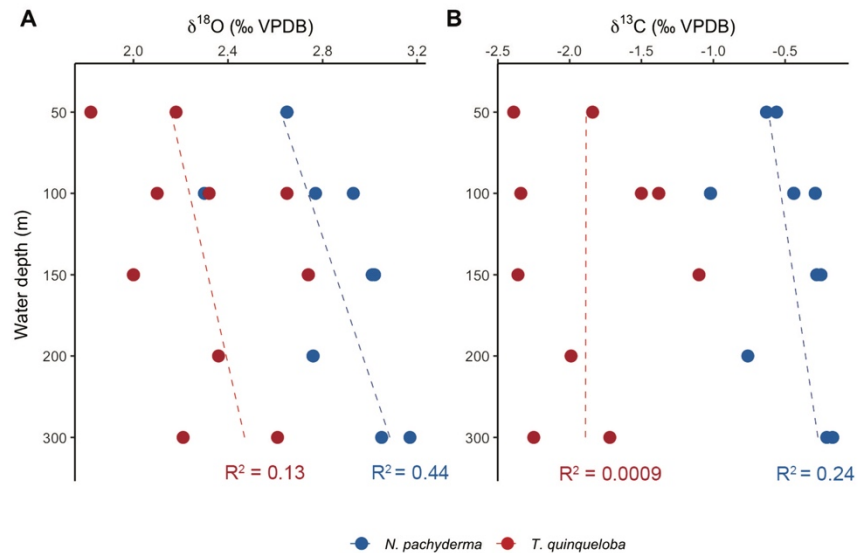 A
δ¹⁸O (‰ VPDB)
2.0 2.4 2.8 3.2
Water depth (m)
50
100
150
200
300
R² = 0.13 R² = 0.44
B
δ¹³C (‰ VPDB)
-2.5 -2.0 -1.5 -1.0 -0.5
R² = 0.0009 R² = 0.24
N. pachyderma T. quinqueloba